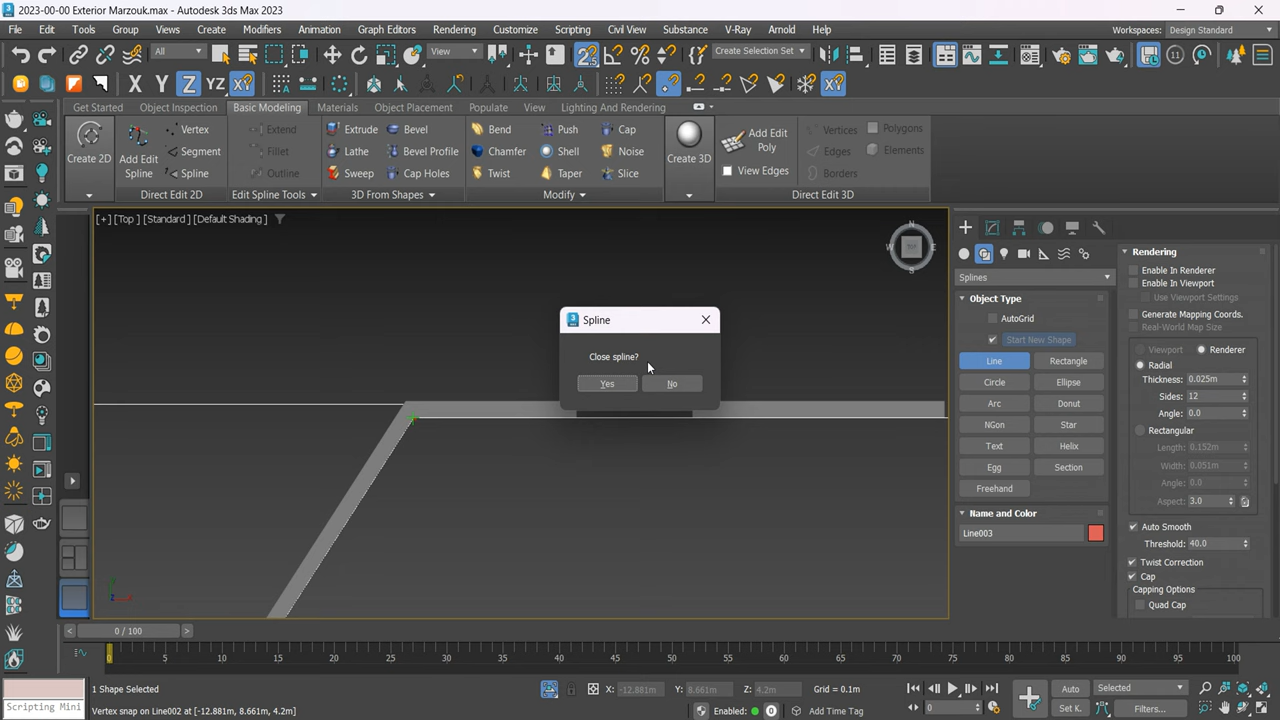 2023-00-00 Exterior Marzouk.max - Autodesk 3ds Max 2023
File Edit Tools Group Views Create Modifiers Animation Graph Editors Rendering Customize Scripting Civil View Substance V-Ray Arnold Help Workspaces: Design Standard
All View Create Selection Set
X Y Z YZ XY XY
Get Started Object Inspection Basic Modeling Materials Object Placement Populate View Lighting And Rendering
Create 2D
Add Edit Spline
Vertex
Segment
Spline
Direct Edit 2D
Extend
Fillet
Outline
Edit Spline Tools
Extrude Bevel
Lathe Bevel Profile
Sweep Cap Holes
3D From Shapes
Bend Push Cap
Chamfer Shell Noise
Twist Taper Slice
Modify
Create 3D
Add Edit Poly
View Edges
Vertices Polygons
Edges Elements
Borders
Direct Edit 3D
[+] [Top ] [Standard ] [Default Shading ]
N
W TOP E
S
Spline
Close spline?
Yes No
Splines
Object Type
AutoGrid
Start New Shape
Line Rectangle
Circle Ellipse
Arc Donut
NGon Star
Text Helix
Egg Section
Freehand
Name and Color
Line003
Rendering
Enable In Renderer
Enable In Viewport
Use Viewport Settings
Generate Mapping Coords.
Real-World Map Size
Viewport Renderer
Radial
Thickness: 0.025m
Sides: 12
Angle: 0.0
Rectangular
Length: 0.152m
Width: 0.051m
Angle: 0.0
Aspect: 3.0
Auto Smooth
Threshold: 40.0
Twist Correction
Cap
Capping Options
Quad Cap
< 0 / 100 >
0 5 10 15 20 25 30 35 40 45 50 55 60 65 70 75 80 85 90 95 100
1 Shape Selected
X: -12.881m Y: 8.661m Z: 4.2m Grid = 0.1m
Auto Selected
Scripting Mini
Vertex snap on Line002 at [-12.881m, 8.661m, 4.2m]
Enabled: 0 Add Time Tag
0 Set K. Filters...